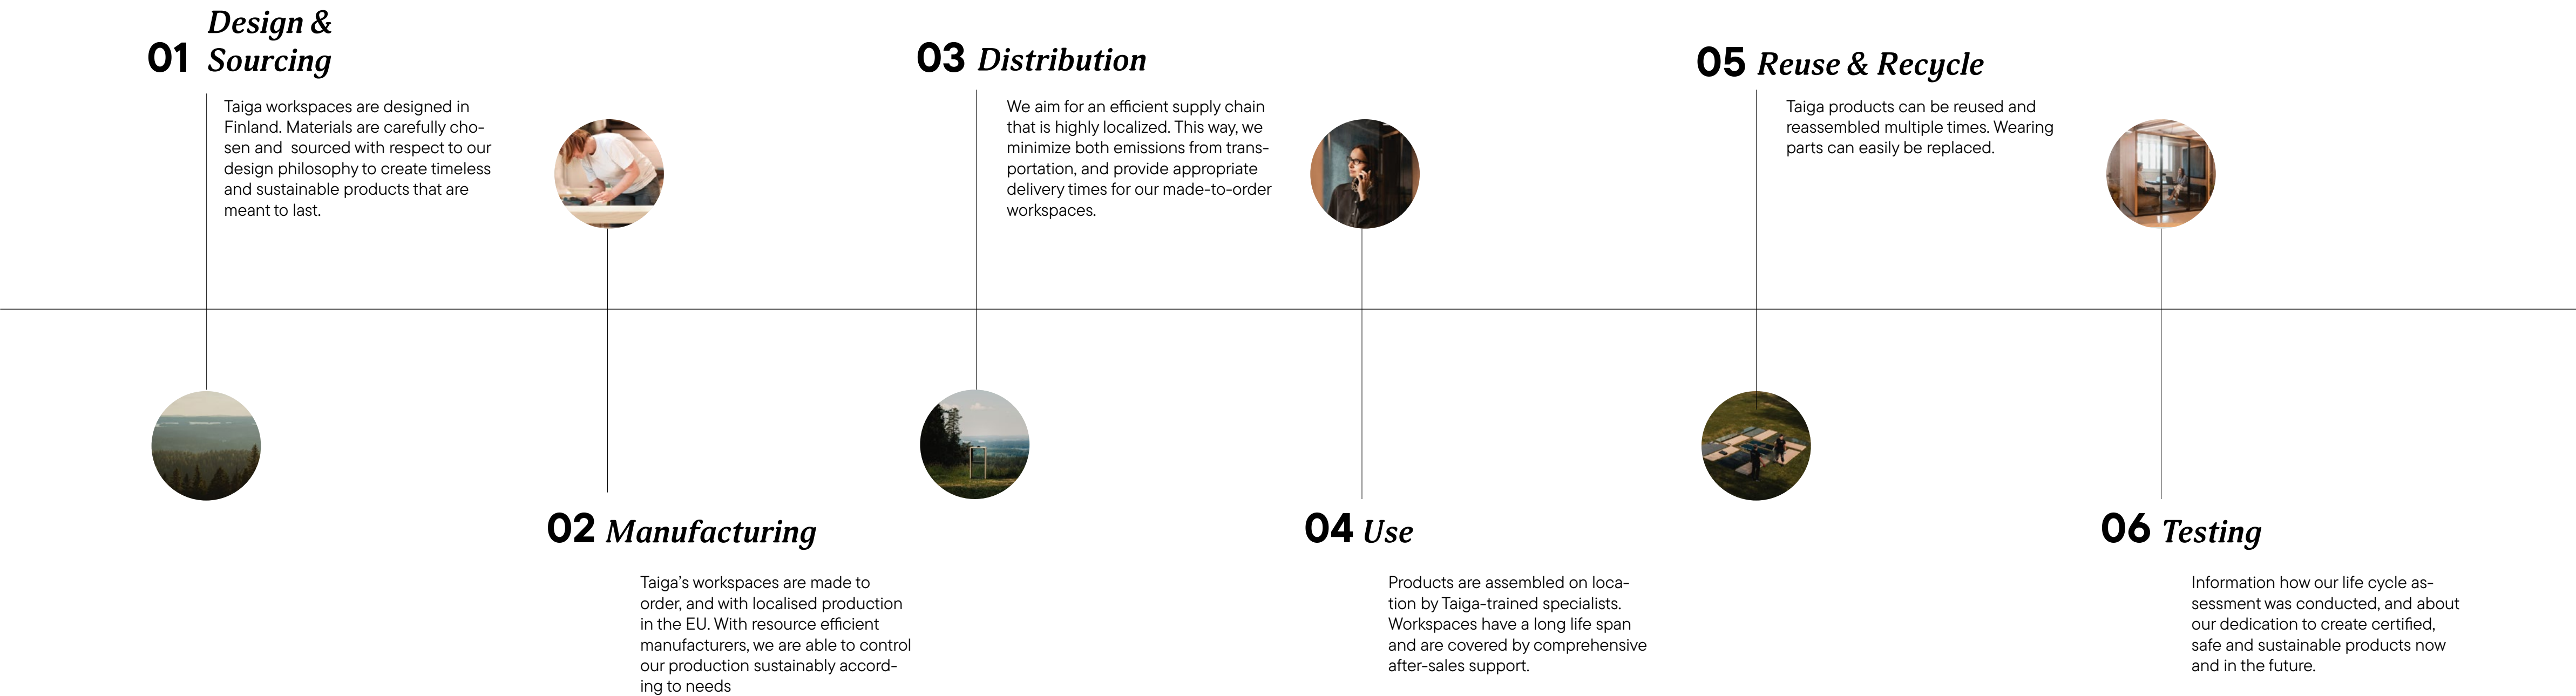 01 Design &
Sourcing
Taiga workspaces are designed in
Finland. Materials are carefully cho-
sen and  sourced with respect to our
design philosophy to create timeless
and sustainable products that are
meant to last.
02 Manufacturing
Taiga’s workspaces are made to
order, and with localised production
in the EU. With resource efficient
manufacturers, we are able to control
our production sustainably accord-
ing to needs
03 Distribution
We aim for an efficient supply chain
that is highly localized. This way, we
minimize both emissions from trans-
portation, and provide appropriate
delivery times for our made-to-order
workspaces.
04 Use
Products are assembled on loca-
tion by Taiga-trained specialists.
Workspaces have a long life span
and are covered by comprehensive
after-sales support.
05 Reuse & Recycle
Taiga products can be reused and
reassembled multiple times. Wearing
parts can easily be replaced.
06 Testing
Information how our life cycle as-
sessment was conducted, and about
our dedication to create certified,
safe and sustainable products now
and in the future.